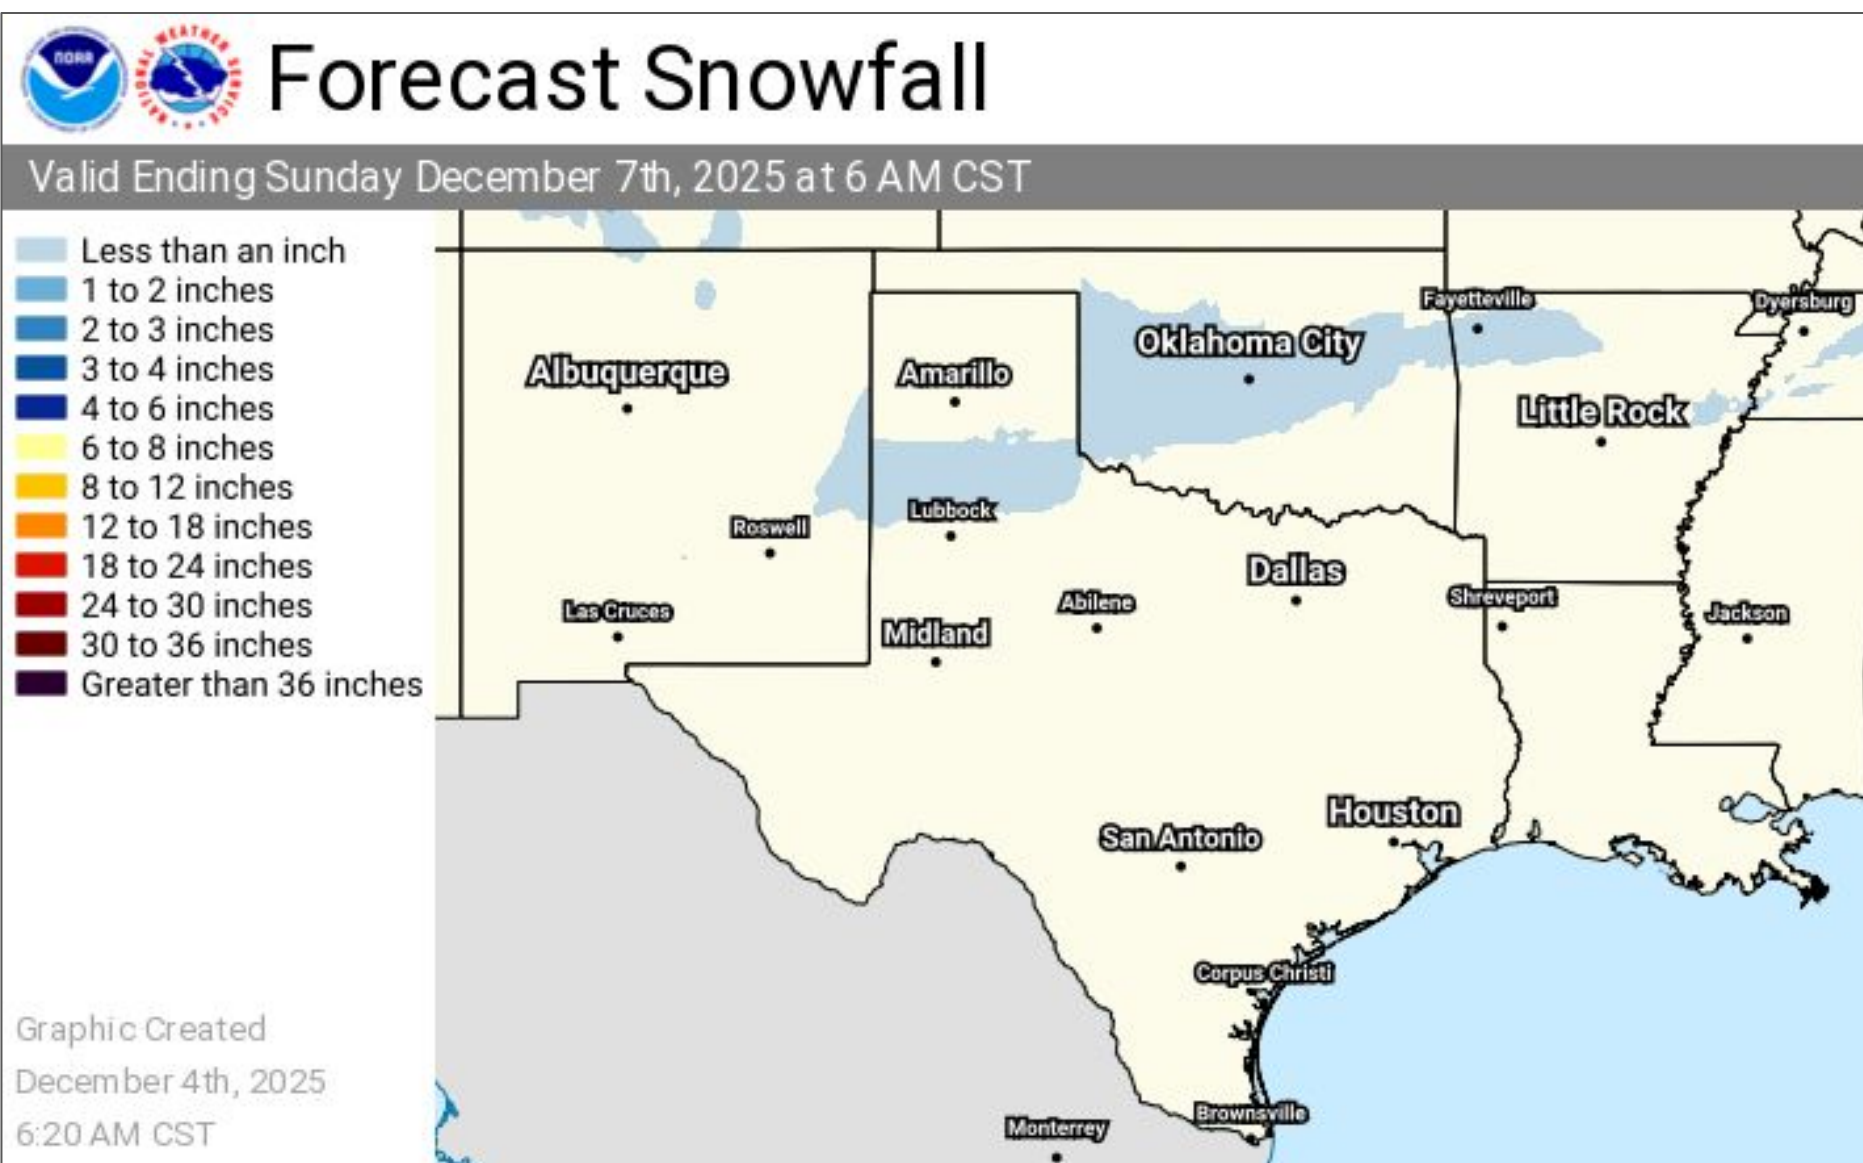 NOAA
NATIONAL WEATHER SERVICE
Forecast Snowfall
Valid Ending Sunday December 7th, 2025 at 6 AM CST
Less than an inch
1 to 2 inches
2 to 3 inches
3 to 4 inches
4 to 6 inches
6 to 8 inches
8 to 12 inches
12 to 18 inches
18 to 24 inches
24 to 30 inches
30 to 36 inches
Greater than 36 inches
Graphic Created
December 4th, 2025
6:20 AM CST
Fayetteville
Dyersburg
Oklahoma City
Albuquerque
Amarillo
Little Rock
Lubbock
Roswell
Dallas
Shreveport
Abilene
Las Cruces
Jackson
Midland
Houston
San Antonio
Corpus Christi
Brownsville
Monterrey